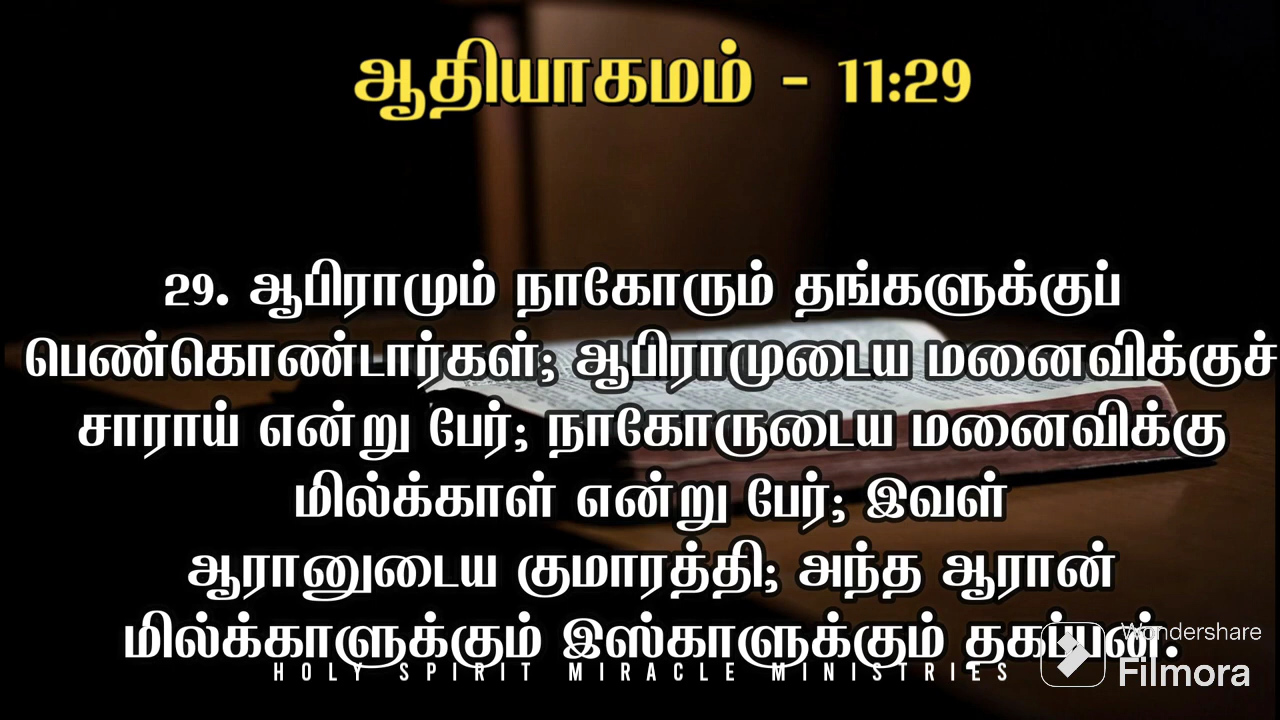 ஆதியாகமம் - 11:29
29. ஆபிராமும் நாகோரும் தங்களுக்குப்
பெண்கொண்டார்கள்; ஆபிராமுடைய மனைவிக்குச்
சாராய் என்று பேர்; நாகோருடைய மனைவிக்கு
மில்க்காள் என்று பேர்; இவள்
ஆரானுடைய குமாரத்தி; அந்த ஆரான்
மில்க்காளுக்கும் இஸ்காளுக்கும் தகப்பன்.
HOLY SPIRIT MIRACLE MINISTRIES
Wondershare
Filmora